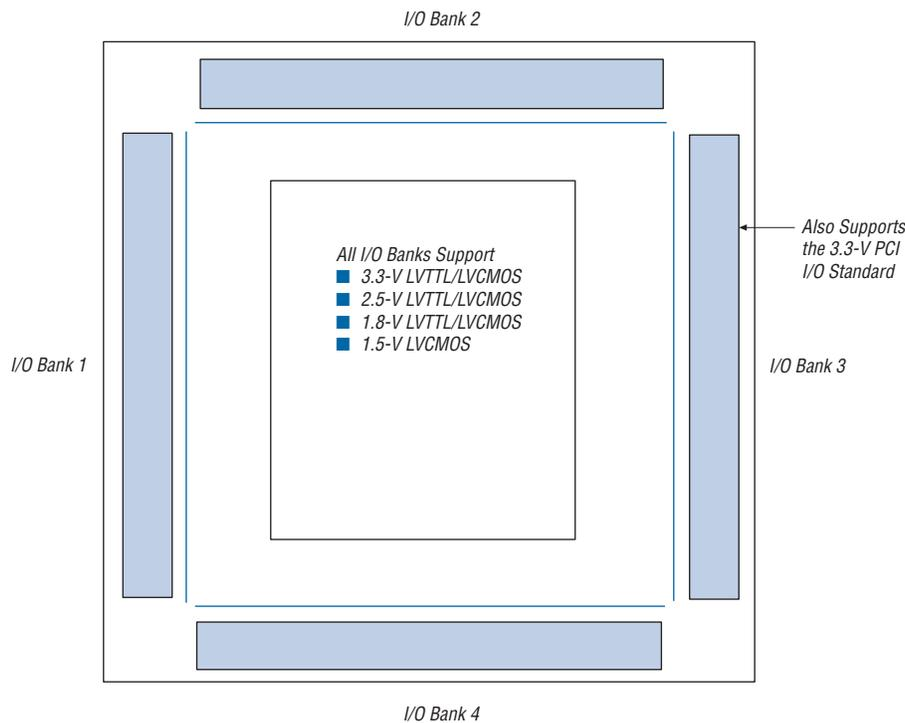 I/O Bank 2
Also Supports
the 3.3-V PCI
I/O Standard
All I/O Banks Support
■ 3.3-V LVTTL/LVCMOS
■ 2.5-V LVTTL/LVCMOS
■ 1.8-V LVTTL/LVCMOS
■ 1.5-V LVCMOS
I/O Bank 1
I/O Bank 3
I/O Bank 4